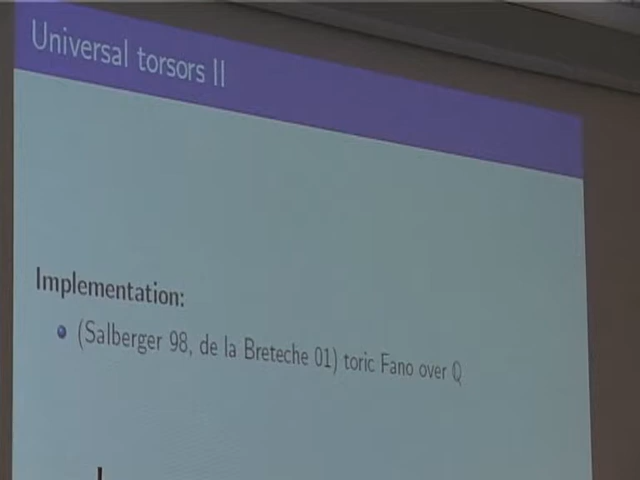 Universal torsors II
Implementation:
(Salberger 98, de la Breteche 01) toric Fano over ℚ